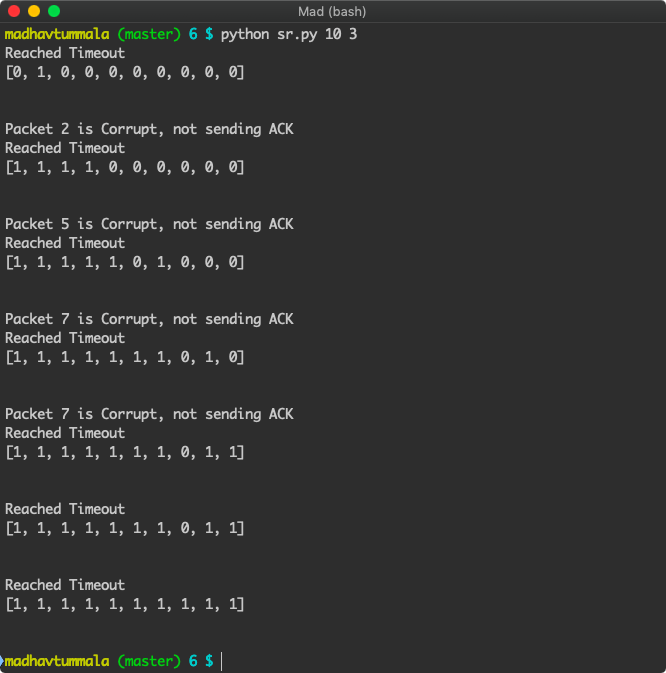 Mad (bash)
madhavtummala (master) 6 $ python sr.py 10 3
Reached Timeout
[0, 1, 0, 0, 0, 0, 0, 0, 0, 0]
Packet 2 is Corrupt, not sending ACK
Reached Timeout
[1, 1, 1, 1, 0, 0, 0, 0, 0, 0]
Packet 5 is Corrupt, not sending ACK
Reached Timeout
[1, 1, 1, 1, 1, 0, 1, 0, 0, 0]
Packet 7 is Corrupt, not sending ACK
Reached Timeout
[1, 1, 1, 1, 1, 1, 1, 0, 1, 0]
Packet 7 is Corrupt, not sending ACK
Reached Timeout
[1, 1, 1, 1, 1, 1, 1, 0, 1, 1]
Reached Timeout
[1, 1, 1, 1, 1, 1, 1, 0, 1, 1]
Reached Timeout
[1, 1, 1, 1, 1, 1, 1, 1, 1, 1]
madhavtummala (master) 6 $